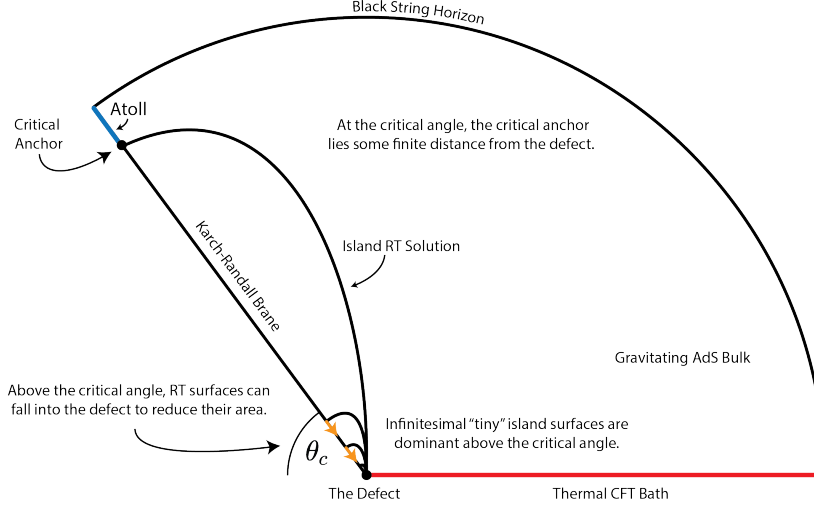 Black String Horizon
Atoll
Critical
Anchor
At the critical angle, the critical anchor
lies some finite distance from the defect.
Karch-Randall Brane
Island RT Solution
Gravitating AdS Bulk
Above the critical angle, RT surfaces can
fall into the defect to reduce their area.
Infinitesimal “tiny” island surfaces are
dominant above the critical angle.
θc
The Defect
Thermal CFT Bath